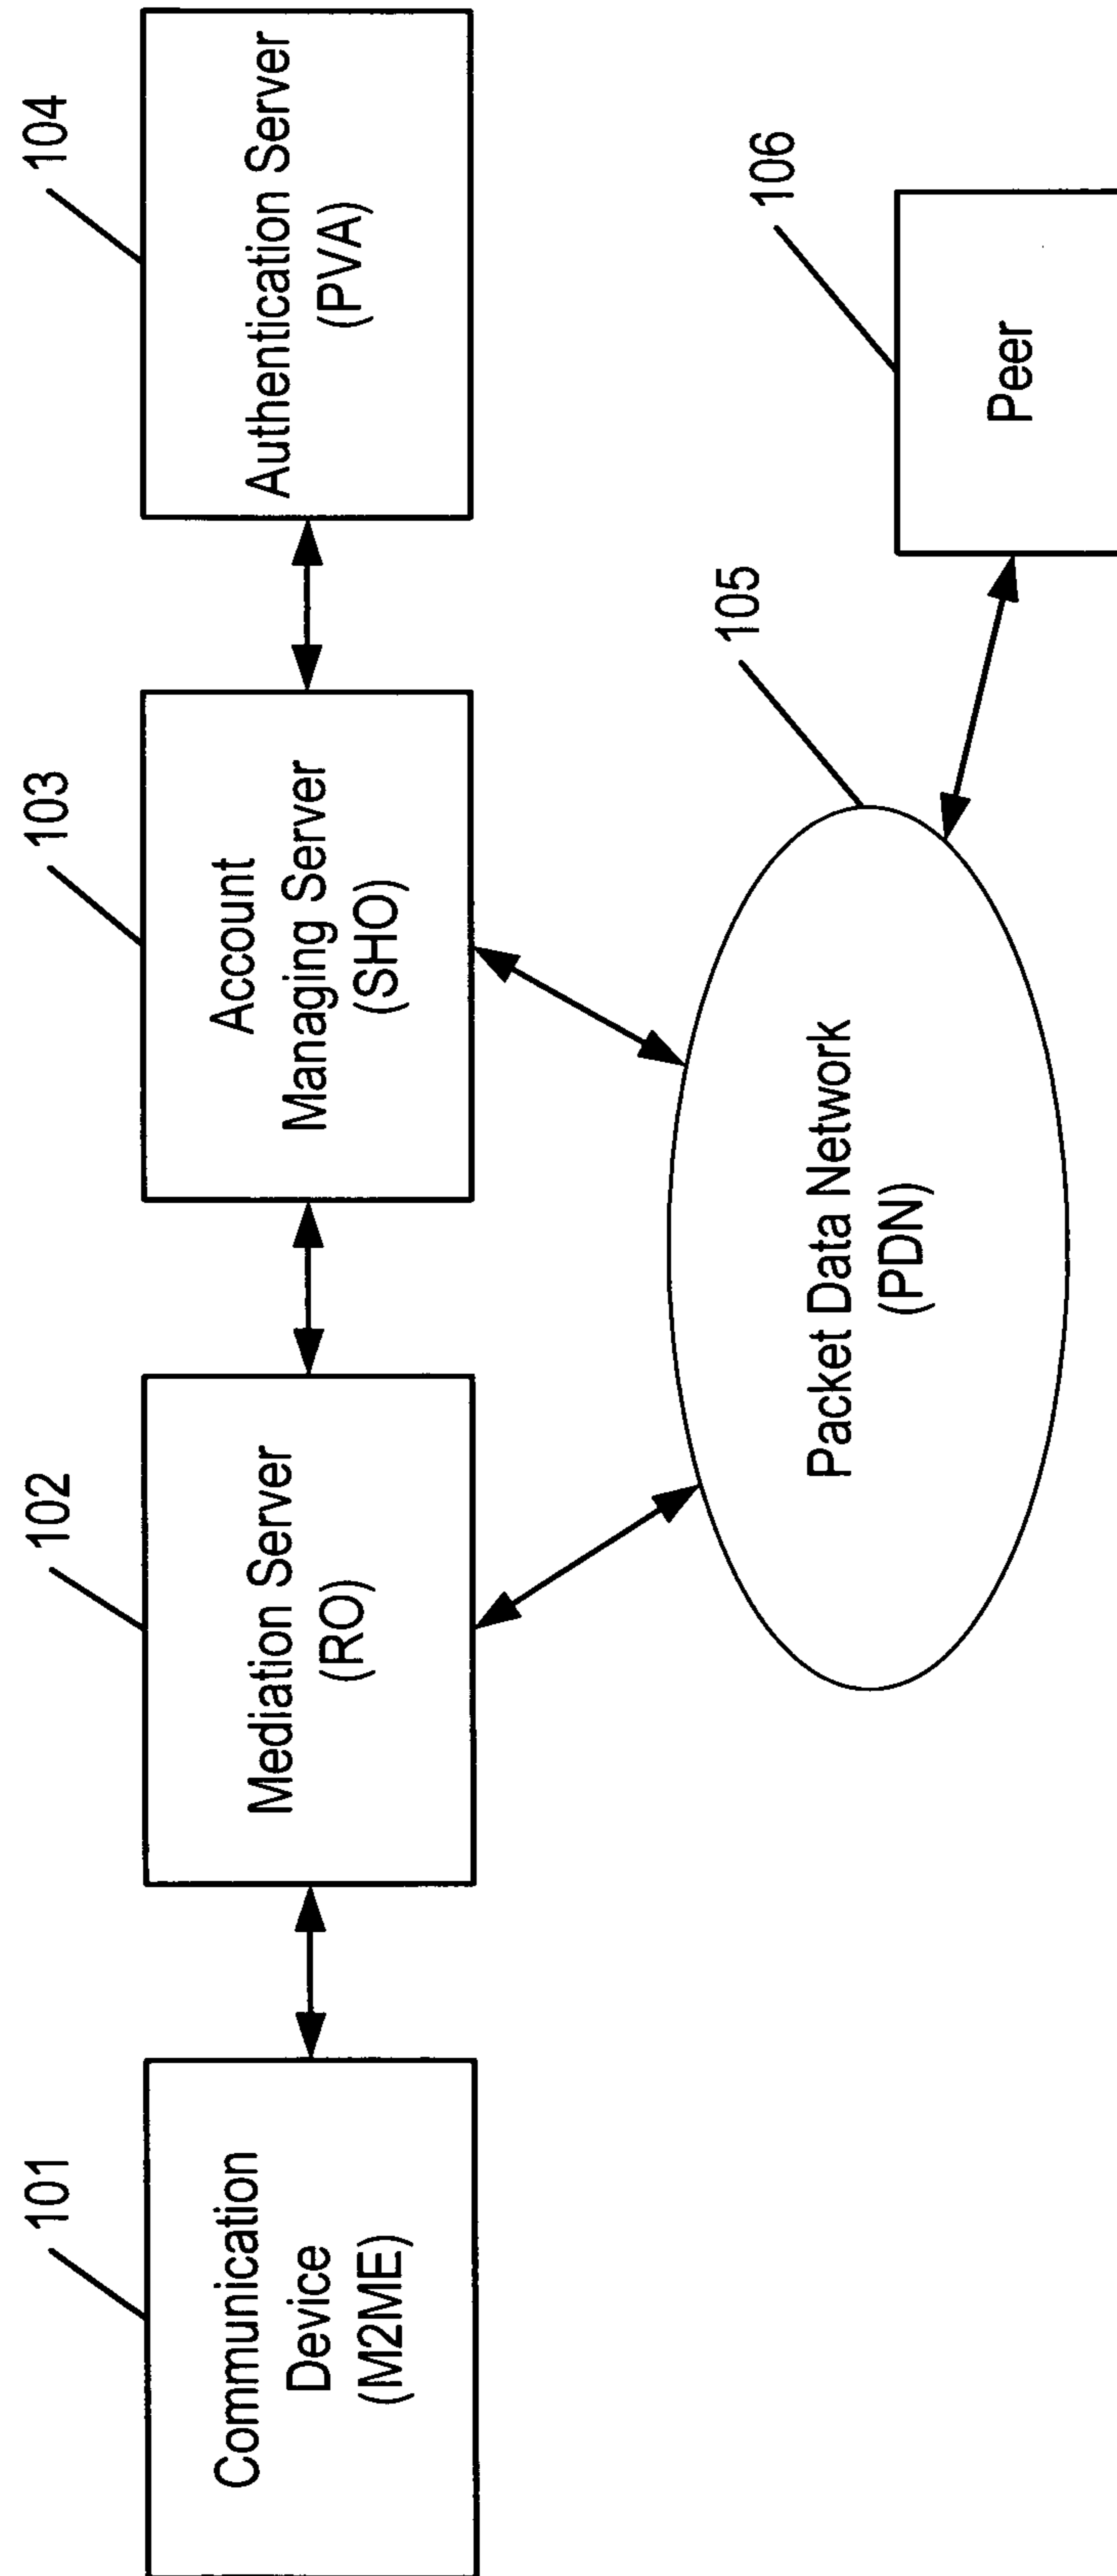 101
Communication
Device
(M2ME)
102
Mediation Server
(RO)
103
Account
Managing Server
(SHO)
104
Authentication Server
(PVA)
105
Packet Data Network
(PDN)
106
Peer